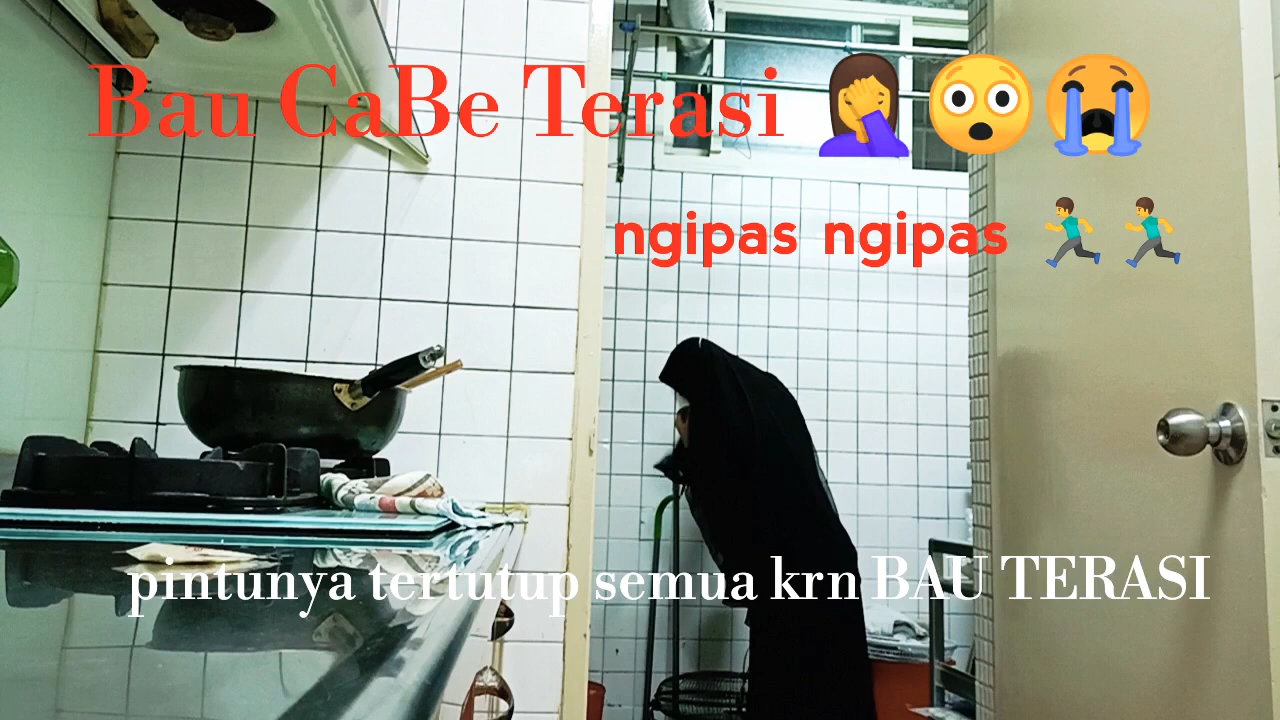 Bau CaBe Terasi 🤦‍♀️😲😭
ngipas ngipas 🏃‍♂️🏃‍♂️
pintunya tertutup semua krn BAU TERASI